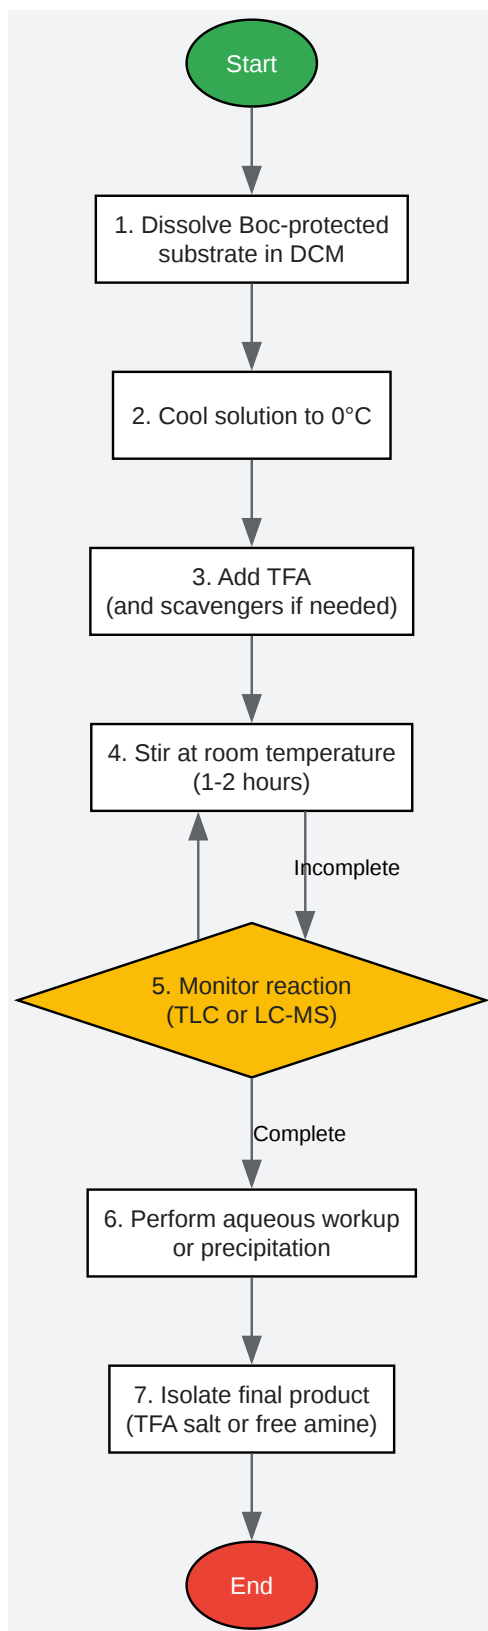 Start
1. Dissolve Boc-protected
substrate in DCM
2. Cool solution to 0°C
3. Add TFA
(and scavengers if needed)
4. Stir at room temperature
(1-2 hours)
Incomplete
5. Monitor reaction
(TLC or LC-MS)
Complete
6. Perform aqueous workup
or precipitation
7. Isolate final product
(TFA salt or free amine)
End